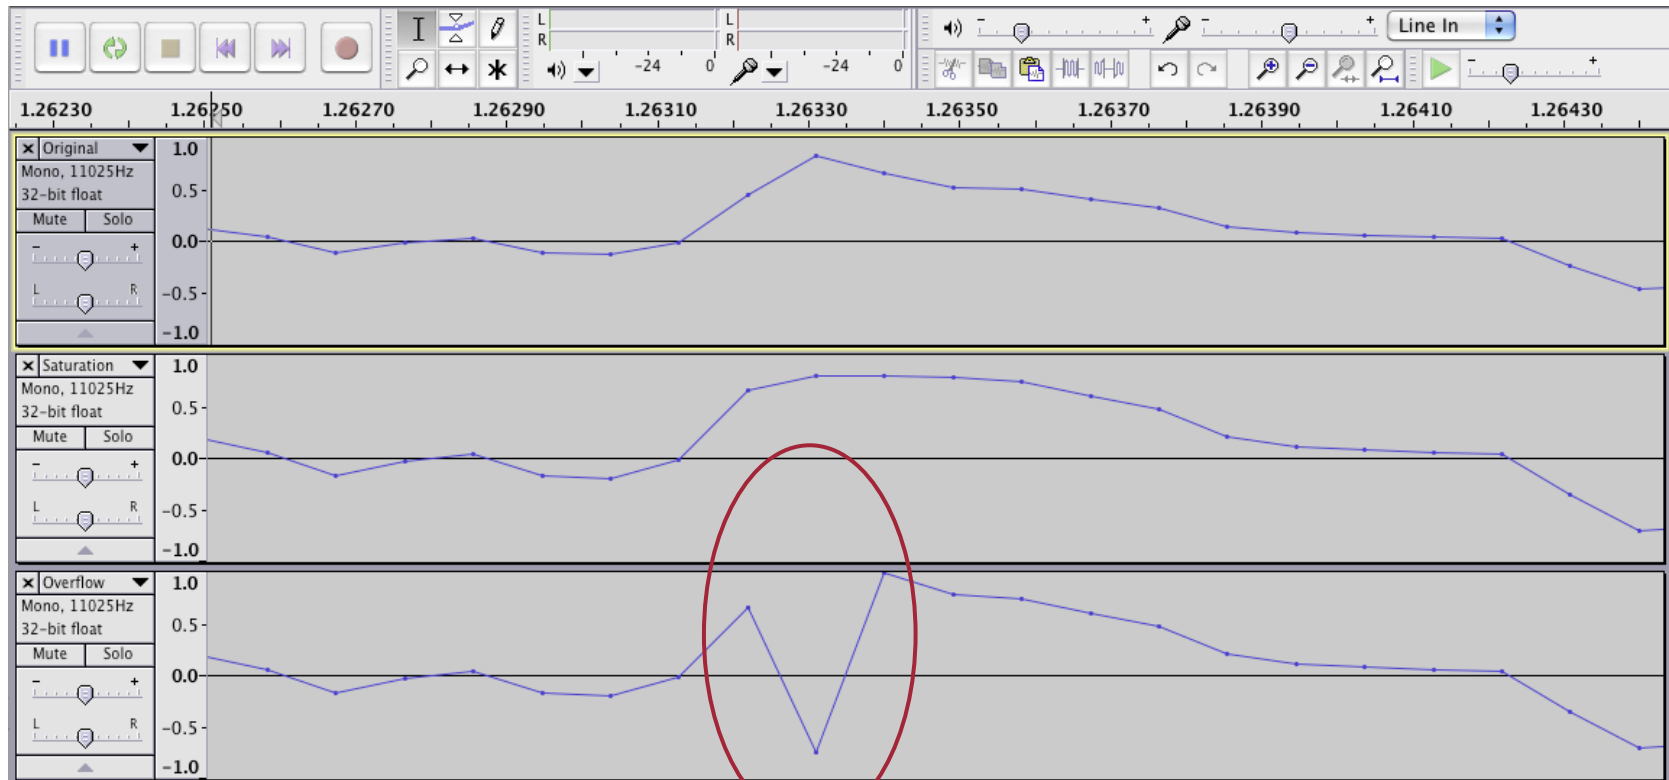 L
R
-24
0
L
R
-24
0
- +
- +
Line In
- +
1.26230 1.26250 1.26270 1.26290 1.26310 1.26330 1.26350 1.26370 1.26390 1.26410 1.26430
× Original
Mono, 11025Hz
32-bit float
Mute Solo
- +
L R
1.0
0.5-
0.0-
-0.5-
-1.0
× Saturation
Mono, 11025Hz
32-bit float
Mute Solo
- +
L R
1.0
0.5-
0.0-
-0.5-
-1.0
× Overflow
Mono, 11025Hz
32-bit float
Mute Solo
- +
L R
1.0
0.5-
0.0-
-0.5-
-1.0